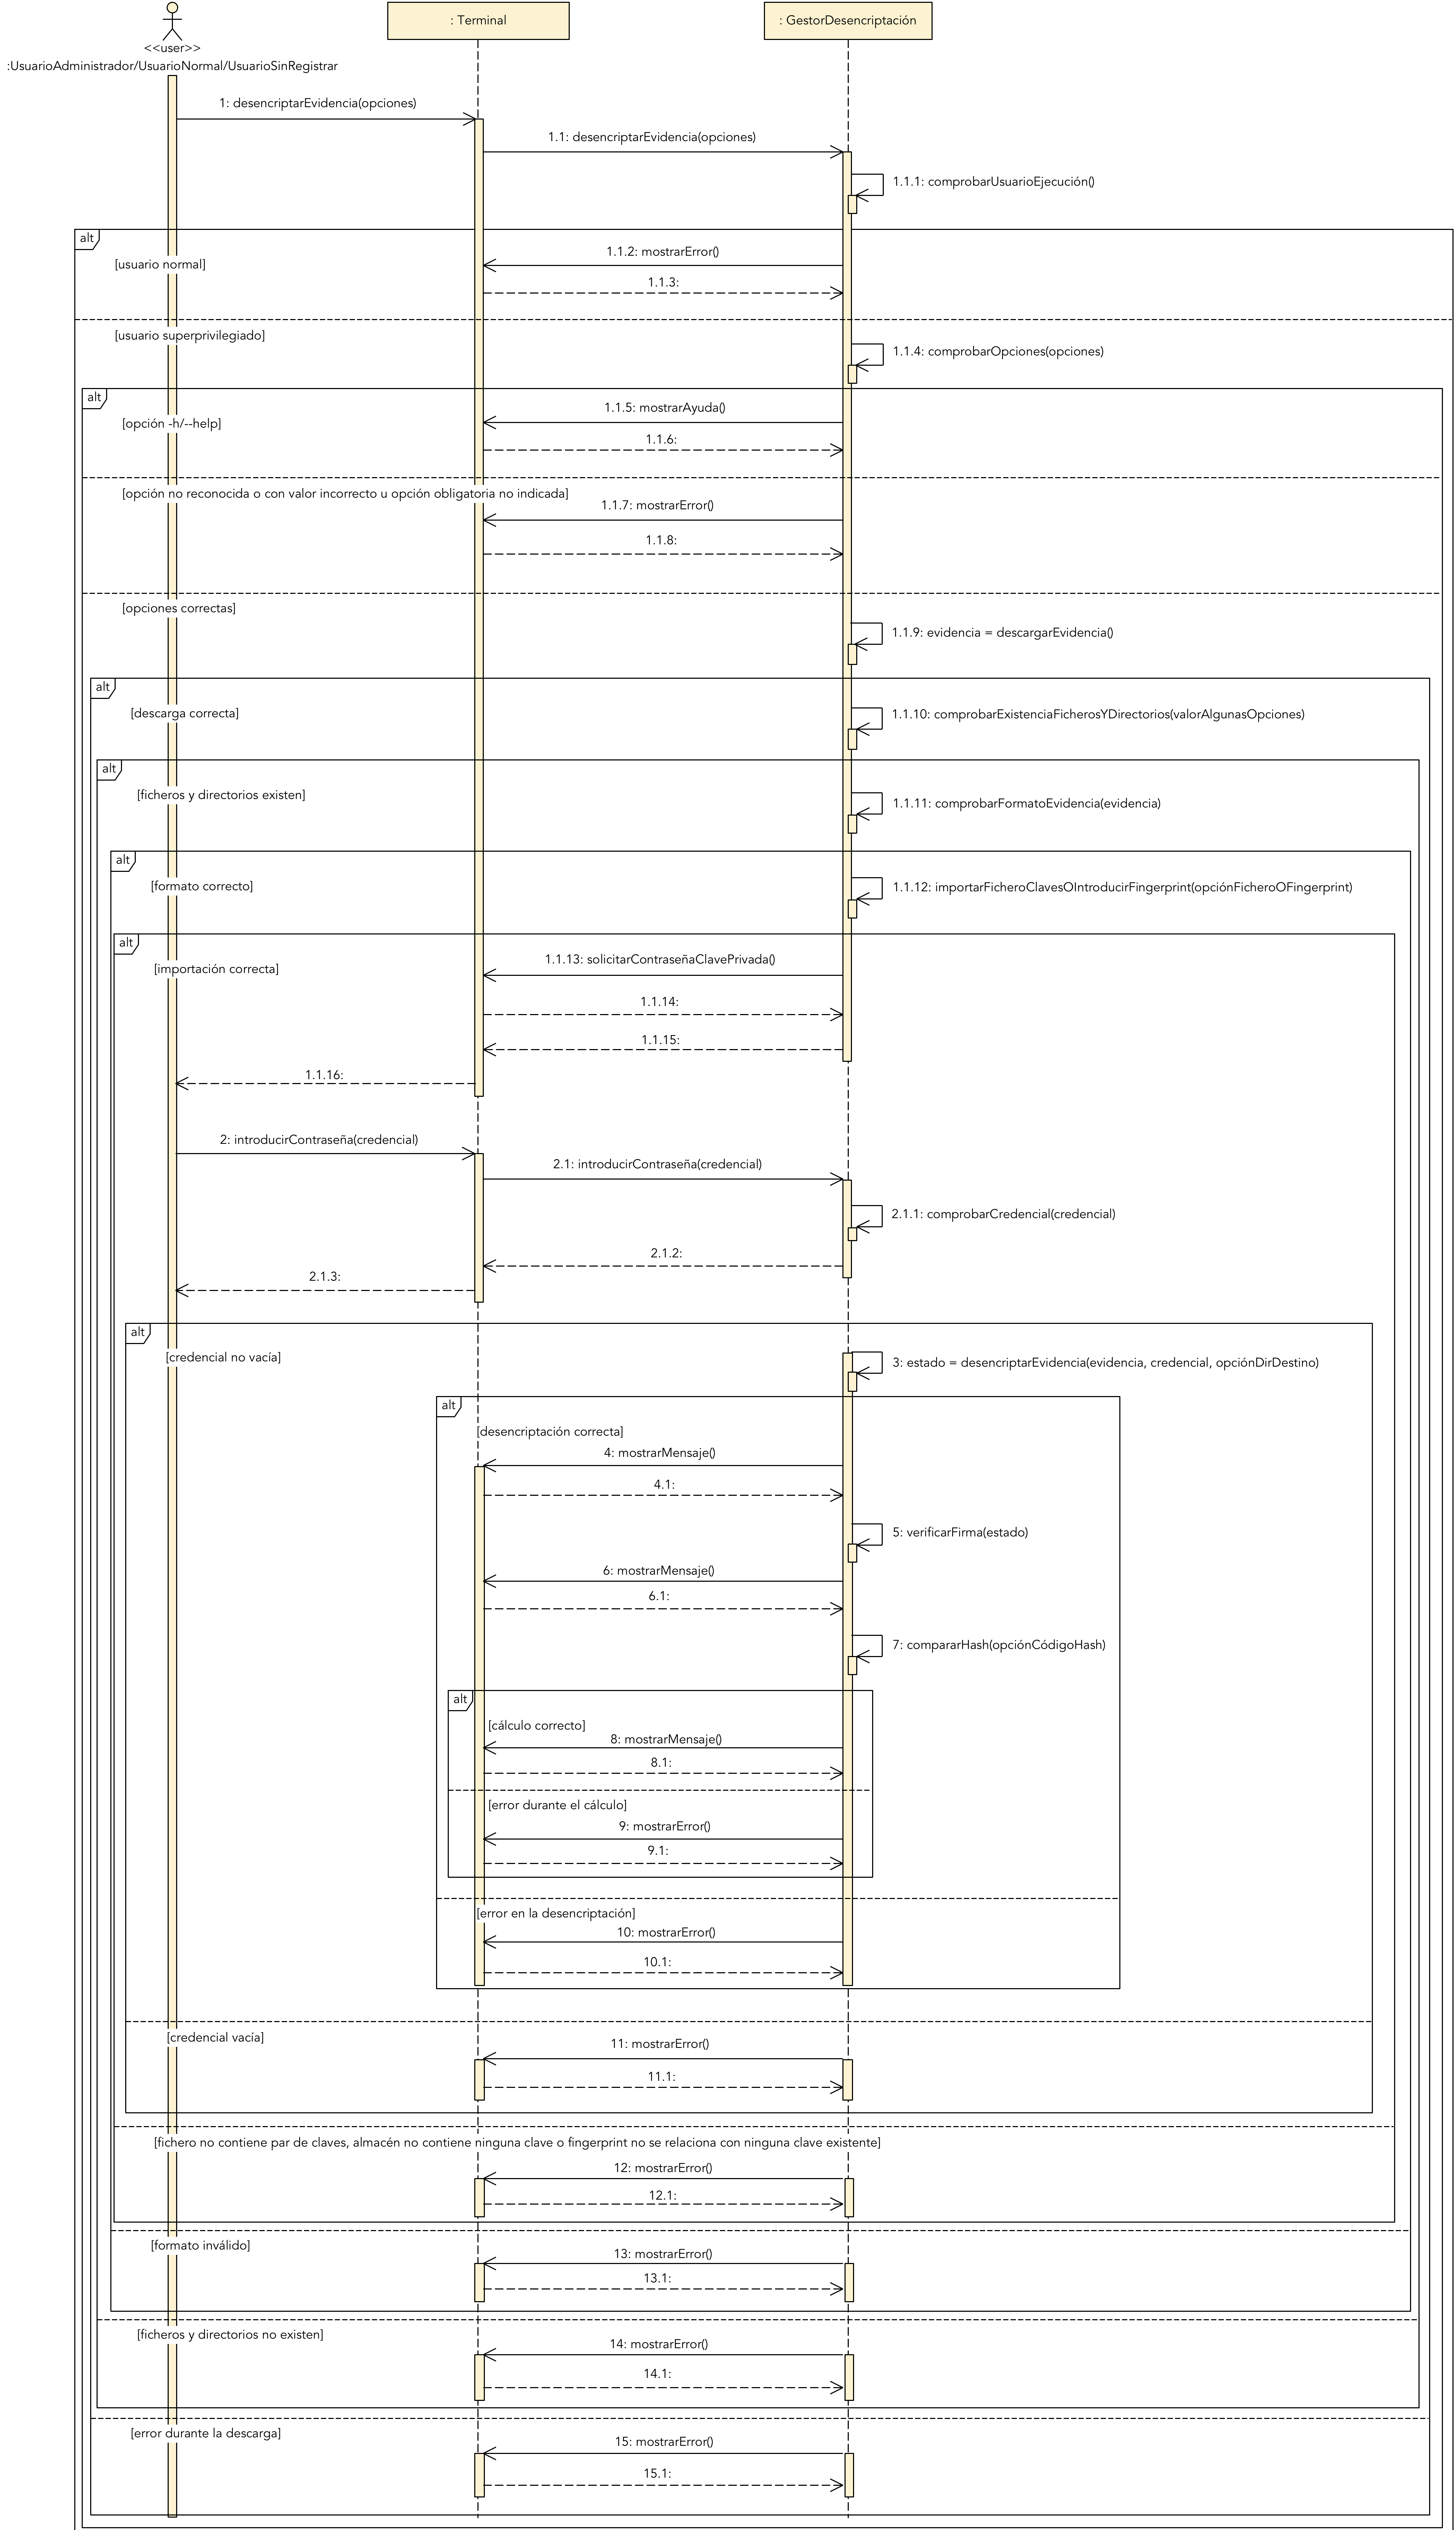 : Terminal
: GestorDesencriptación
<<user>>
:UsuarioAdministrador/UsuarioNormal/UsuarioSinRegistrar
1: desencriptarEvidencia(opciones)
1.1: desencriptarEvidencia(opciones)
1.1.1: comprobarUsuarioEjecución()
alt
1.1.2: mostrarError()
[usuario normal]
1.1.3:
[usuario superprivilegiado]
1.1.4: comprobarOpciones(opciones)
alt
1.1.5: mostrarAyuda()
[opción -h/--help]
1.1.6:
[opción no reconocida o con valor incorrecto u opción obligatoria no indicada]
1.1.7: mostrarError()
1.1.8:
[opciones correctas]
1.1.9: evidencia = descargarEvidencia()
alt
[descarga correcta]
1.1.10: comprobarExistenciaFicherosYDirectorios(valorAlgunasOpciones)
alt
[ficheros y directorios existen]
1.1.11: comprobarFormatoEvidencia(evidencia)
alt
[formato correcto]
1.1.12: importarFicheroClavesOIntroducirFingerprint(opciónFicheroOFingerprint)
alt
1.1.13: solicitarContraseñaClavePrivada()
[importación correcta]
1.1.14:
1.1.15:
1.1.16:
2: introducirContraseña(credencial)
2.1: introducirContraseña(credencial)
2.1.1: comprobarCredencial(credencial)
2.1.2:
2.1.3:
alt
[credencial no vacía]
3: estado = desencriptarEvidencia(evidencia, credencial, opciónDirDestino)
alt
[desencriptación correcta]
4: mostrarMensaje()
4.1:
5: verificarFirma(estado)
6: mostrarMensaje()
6.1:
7: compararHash(opciónCódigoHash)
alt
[cálculo correcto]
8: mostrarMensaje()
8.1:
[error durante el cálculo]
9: mostrarError()
9.1:
[error en la desencriptación]
10: mostrarError()
10.1:
[credencial vacía]
11: mostrarError()
11.1:
[fichero no contiene par de claves, almacén no contiene ninguna clave o fingerprint no se relaciona con ninguna clave existente]
12: mostrarError()
12.1:
[formato inválido]
13: mostrarError()
13.1:
[ficheros y directorios no existen]
14: mostrarError()
14.1:
[error durante la descarga]
15: mostrarError()
15.1: